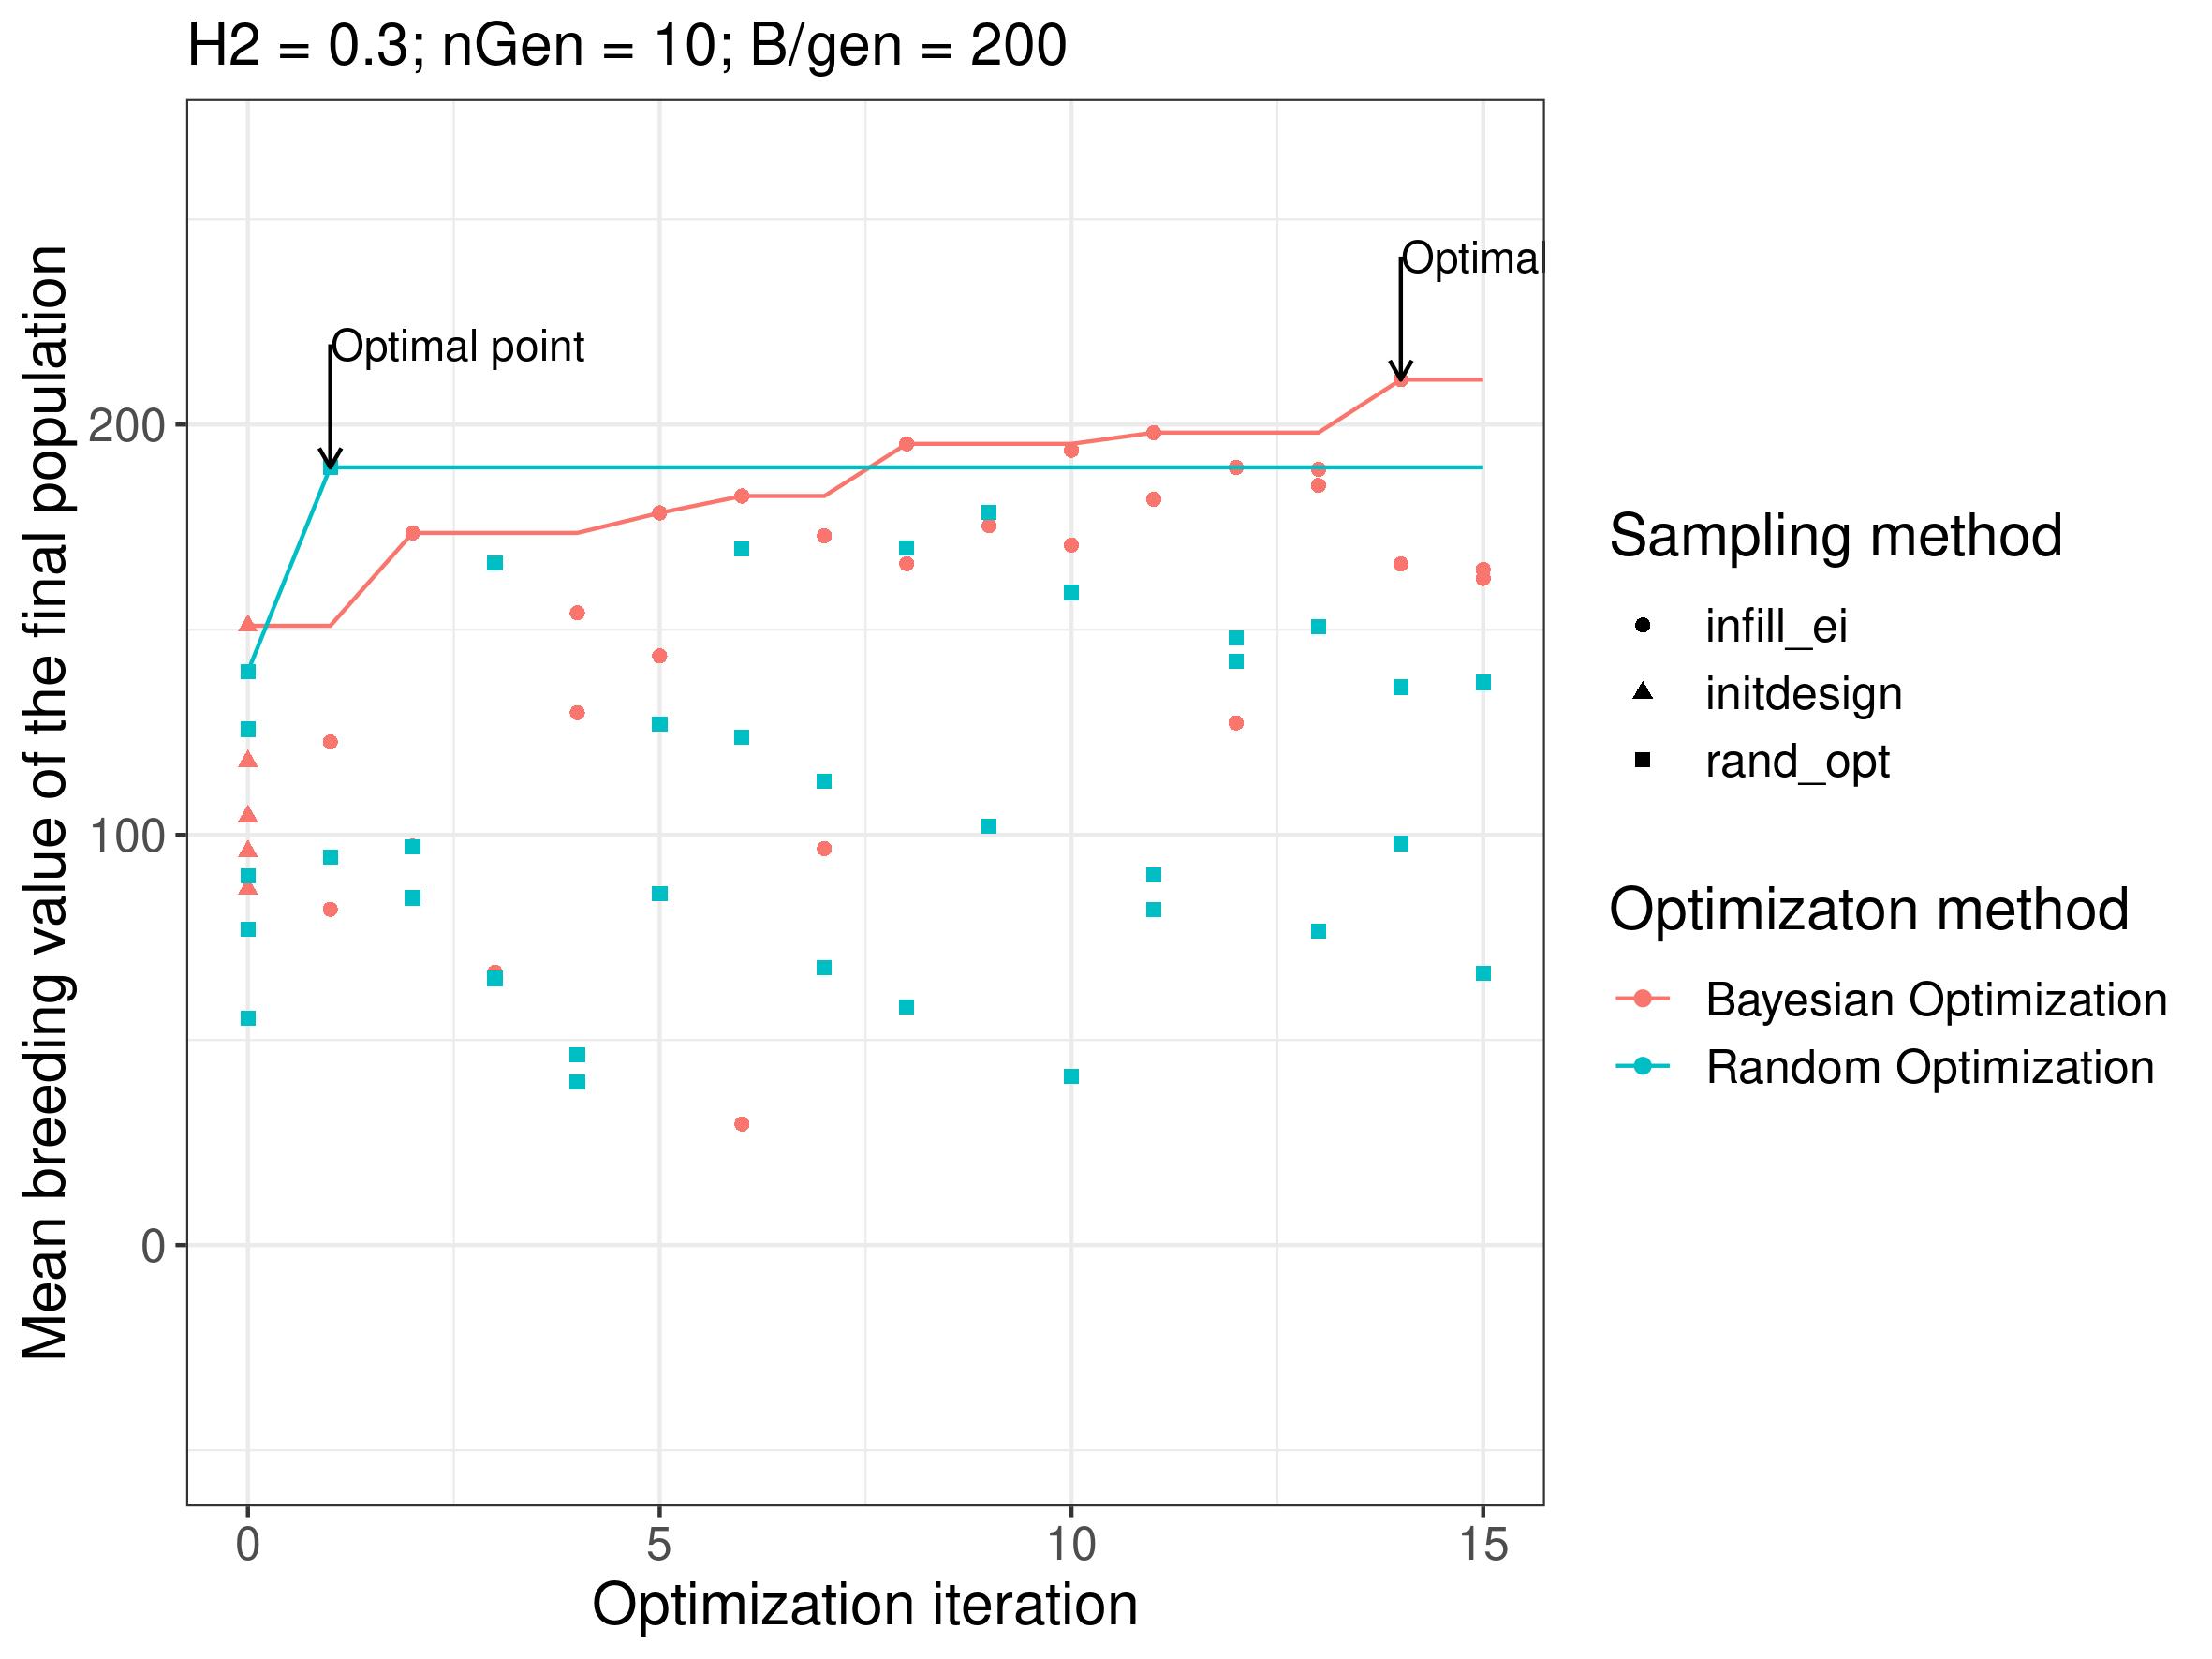 H2 = 0.3; nGen = 10; B/gen = 200
Mean breeding value of the final population
200
100
0
Optimal point
Optimal
0
5
10
15
Optimization iteration
Sampling method
infill_ei
initdesign
rand_opt
Optimizaton method
Bayesian Optimization
Random Optimization